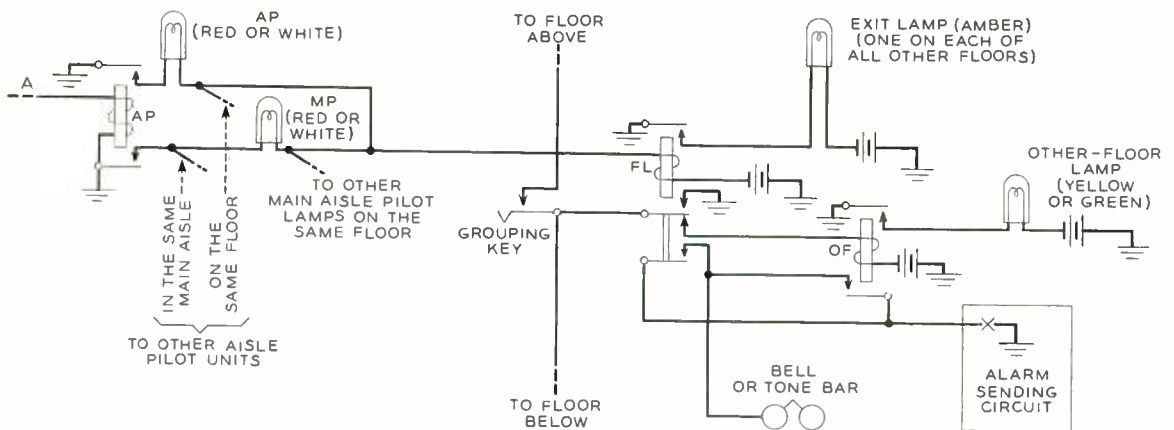 AP
(RED OR WHITE)
A
AP
MP
(RED OR
WHITE)
IN THE SAME
MAIN AISLE
ON THE
SAME FLOOR
TO OTHER AISLE
PILOT UNITS
TO OTHER
MAIN AISLE PILOT
LAMPS ON THE
SAME FLOOR
TO FLOOR
ABOVE
GROUPING
KEY
TO FLOOR
BELOW
FL
EXIT LAMP (AMBER)
(ONE ON EACH OF
ALL OTHER FLOORS)
OTHER-FLOOR
LAMP
(YELLOW
OR GREEN)
OF
BELL
OR TONE BAR
ALARM
SENDING
CIRCUIT